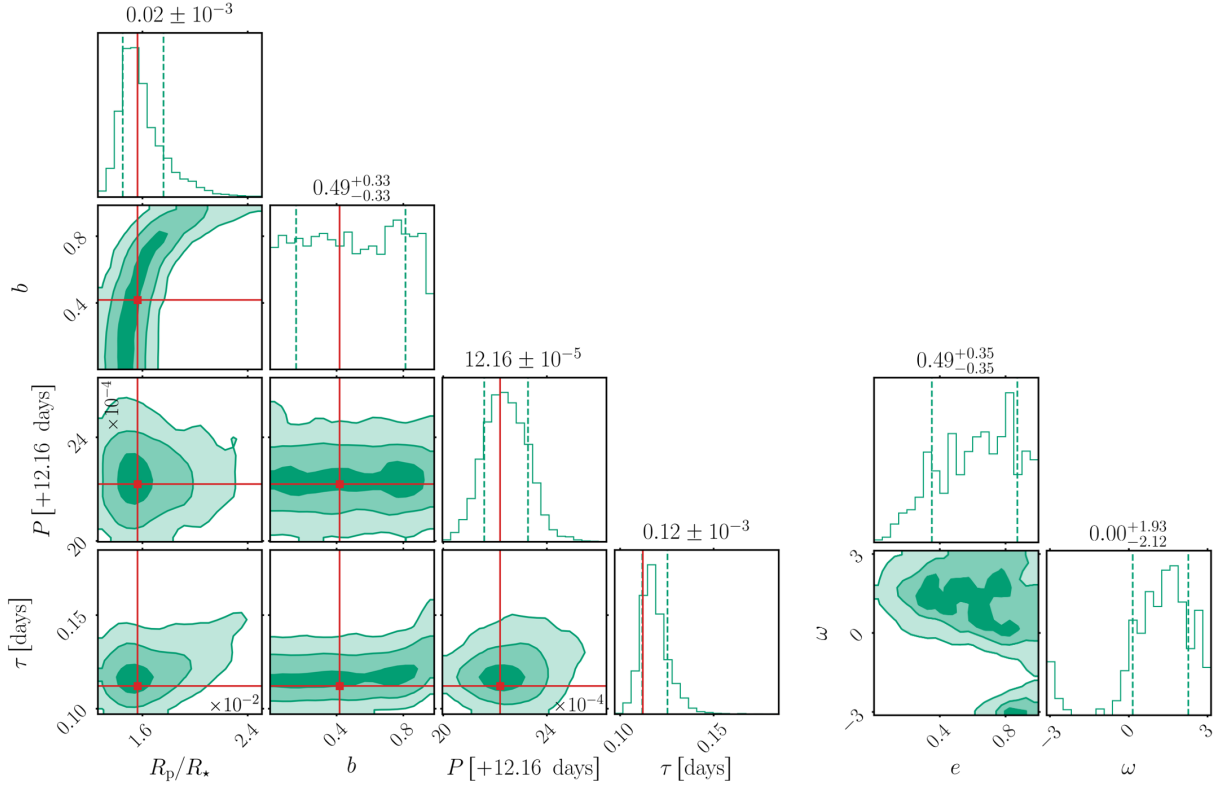 0.02 ± 10⁻³
0.49⁺⁰·³³₋₀.₃₃
b
0.8
0.4
12.16 ± 10⁻⁵
0.49⁺⁰·³⁵₋₀.₃₅
P [+12.16 days]
×10⁻⁴
24
20
0.12 ± 10⁻³
0.00⁺¹·⁹³₋₂.₁₂
τ [days]
0.15
0.10
×10⁻²
×10⁻⁴
ω
3
0
-3
1.6 2.4
0.4 0.8
20 24
0.10 0.15
0.4 0.8
-3 0 3
R_p/R_⋆ b P [+12.16 days] τ [days] e ω